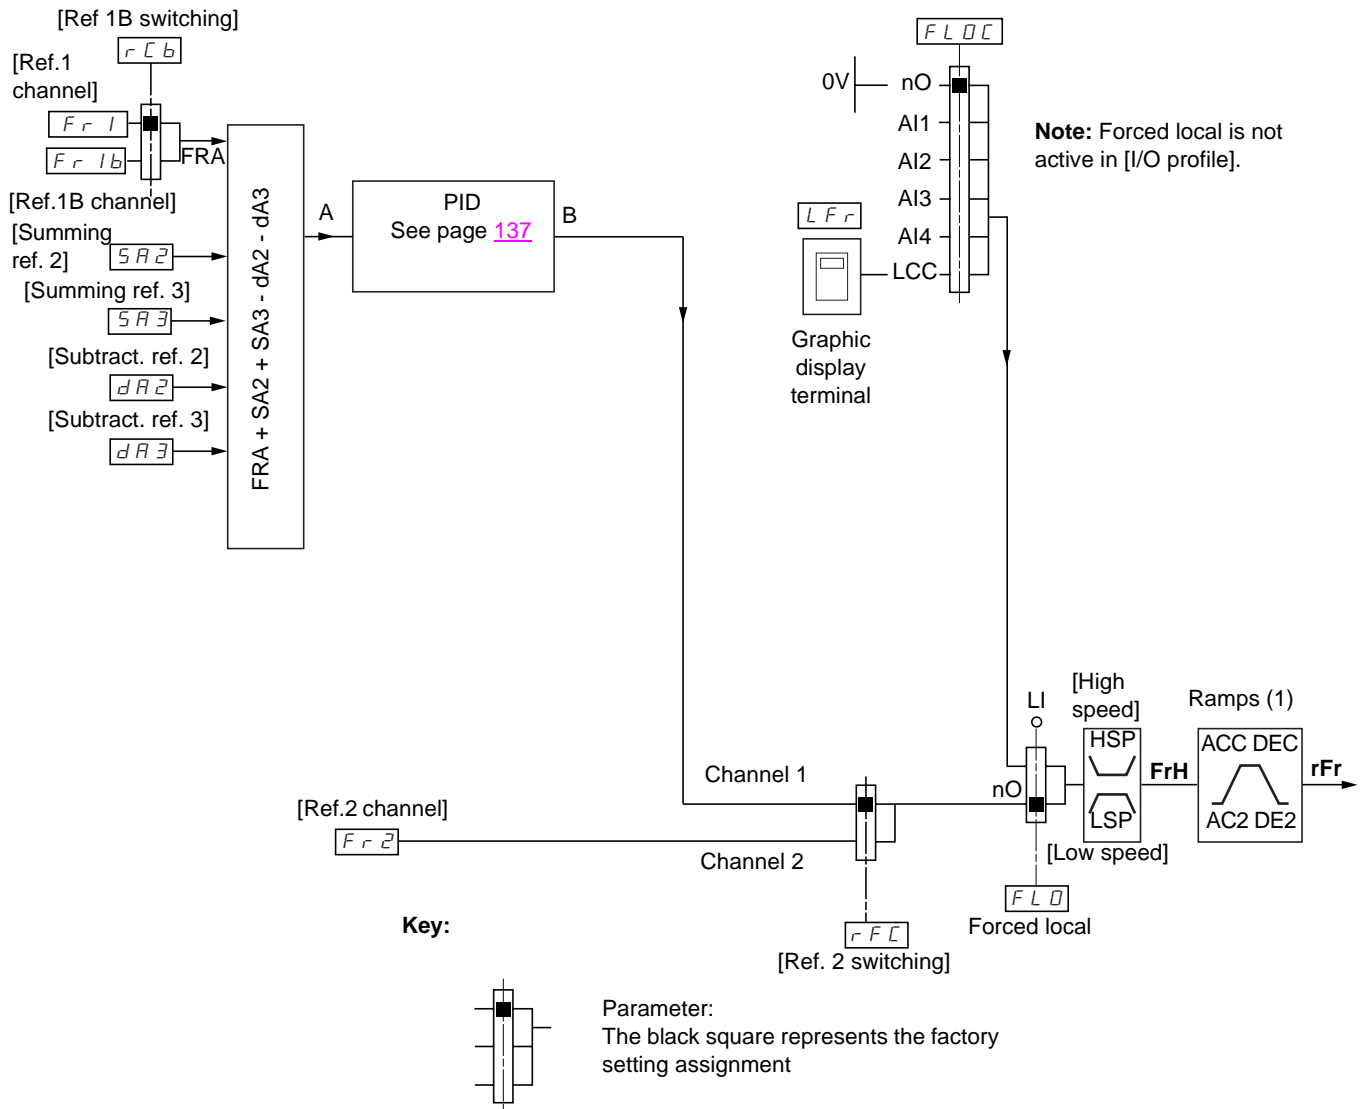 [Ref 1B switching]
rCb
[Ref.1
channel]
Fr1
Fr1b
FRA
[Ref.1B channel]
[Summing
ref. 2]
SA2
[Summing ref. 3]
SA3
[Subtract. ref. 2]
dA2
[Subtract. ref. 3]
dA3
FRA + SA2 + SA3 - dA2 - dA3
A
PID
See page 137
B
FLOC
0V
nO
AI1
AI2
AI3
AI4
LCC
LFr
Graphic
display
terminal
Note: Forced local is not
active in [I/O profile].
Channel 1
[Ref.2 channel]
Fr2
Channel 2
rFC
[Ref. 2 switching]
LI
nO
FLO
Forced local
[High
speed]
HSP
LSP
[Low speed]
FrH
Ramps (1)
ACC DEC
AC2 DE2
rFr
Key:
Parameter:
The black square represents the factory
setting assignment